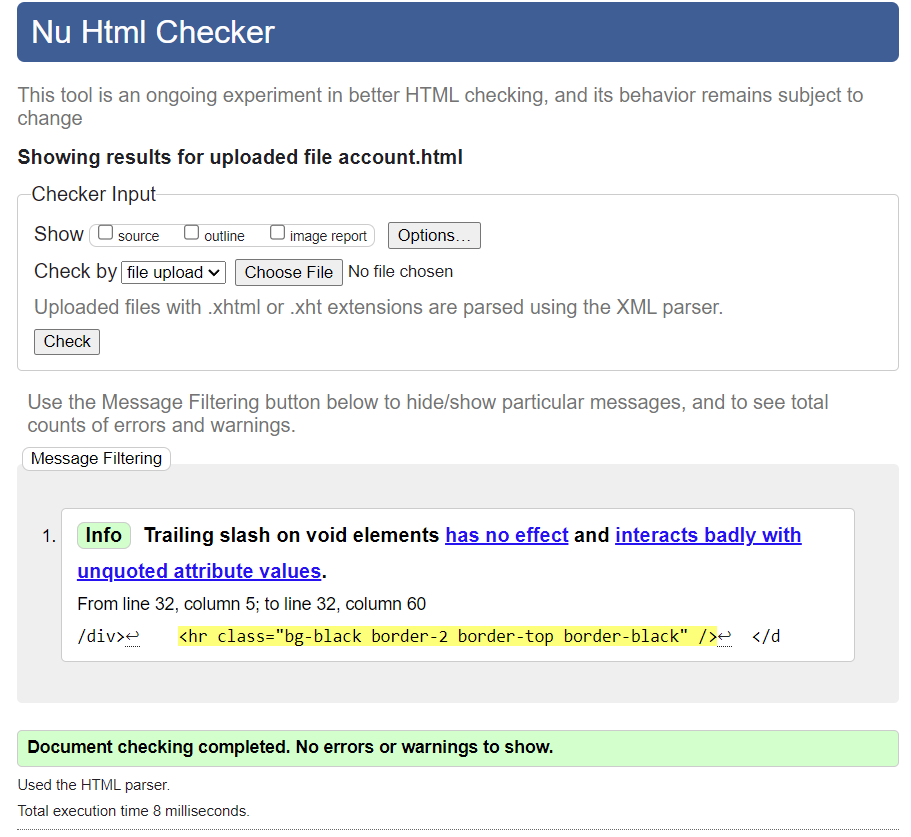 Nu Html Checker
This tool is an ongoing experiment in better HTML checking, and its behavior remains subject to
change
Showing results for uploaded file account.html
Checker Input
Show source outline image report Options…
Check by file upload Choose File No file chosen
Uploaded files with .xhtml or .xht extensions are parsed using the XML parser.
Check
Use the Message Filtering button below to hide/show particular messages, and to see total
counts of errors and warnings.
Message Filtering
1. Info Trailing slash on void elements has no effect and interacts badly with
unquoted attribute values.
From line 32, column 5; to line 32, column 60
/div>↩ <hr class="bg-black border-2 border-top border-black" />↩ </d
Document checking completed. No errors or warnings to show.
Used the HTML parser.
Total execution time 8 milliseconds.